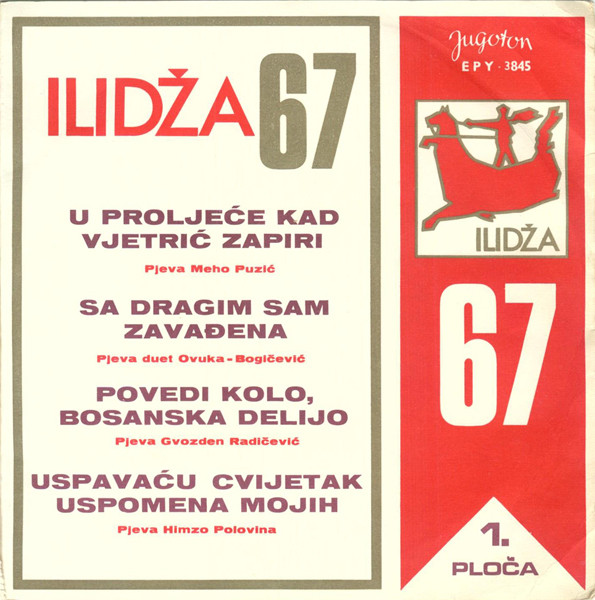 ILIDŽA 67
U PROLJEĆE KAD
VJETRIĆ ZAPIRI
Pjeva Meho Puzić
SA DRAGIM SAM
ZAVAĐENA
Pjeva duet Ovuka-Bogičević
POVEDI KOLO,
BOSANSKA DELIJO
Pjeva Gvozden Radičević
USPAVAĆU CVIJETAK
USPOMENA MOJIH
Pjeva Himzo Polovina
Jugoton
EPY - 3845
ILIDŽA
67
1.
PLOČA